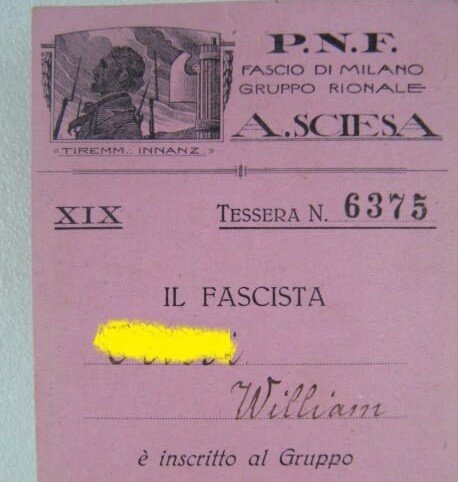 P.N.F.
FASCIO DI MILANO
GRUPPO RIONALE
A. SCIESA
«TIREMM.. INNANZ..»
XIX TESSERA N. 6375
IL FASCISTA
William
è inscritto al Gruppo